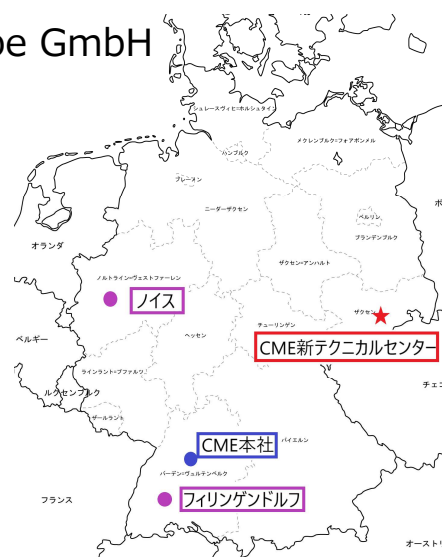 be GmbH
シュレースヴィヒ=ホルシュタイン
メクレンブルク=フォアポンメル
ハンブルク
ブレーメン
ニーダーザクセン
ベルリン
ブランデンブルク
オランダ
ザクセン=アンハルト
ノルトライン=ヴェストファーレン
ノイス
ザクセン
チューリンゲン
ヘッセン
ベルギー
CME新テクニカルセンター
ラインラント=プファルツ
チェ
ルクセンブルク
ザールラント
CME本社
バイエルン
バーデン=ヴュルテンベルク
フランス
フィリンゲンドルフ
オーストリ